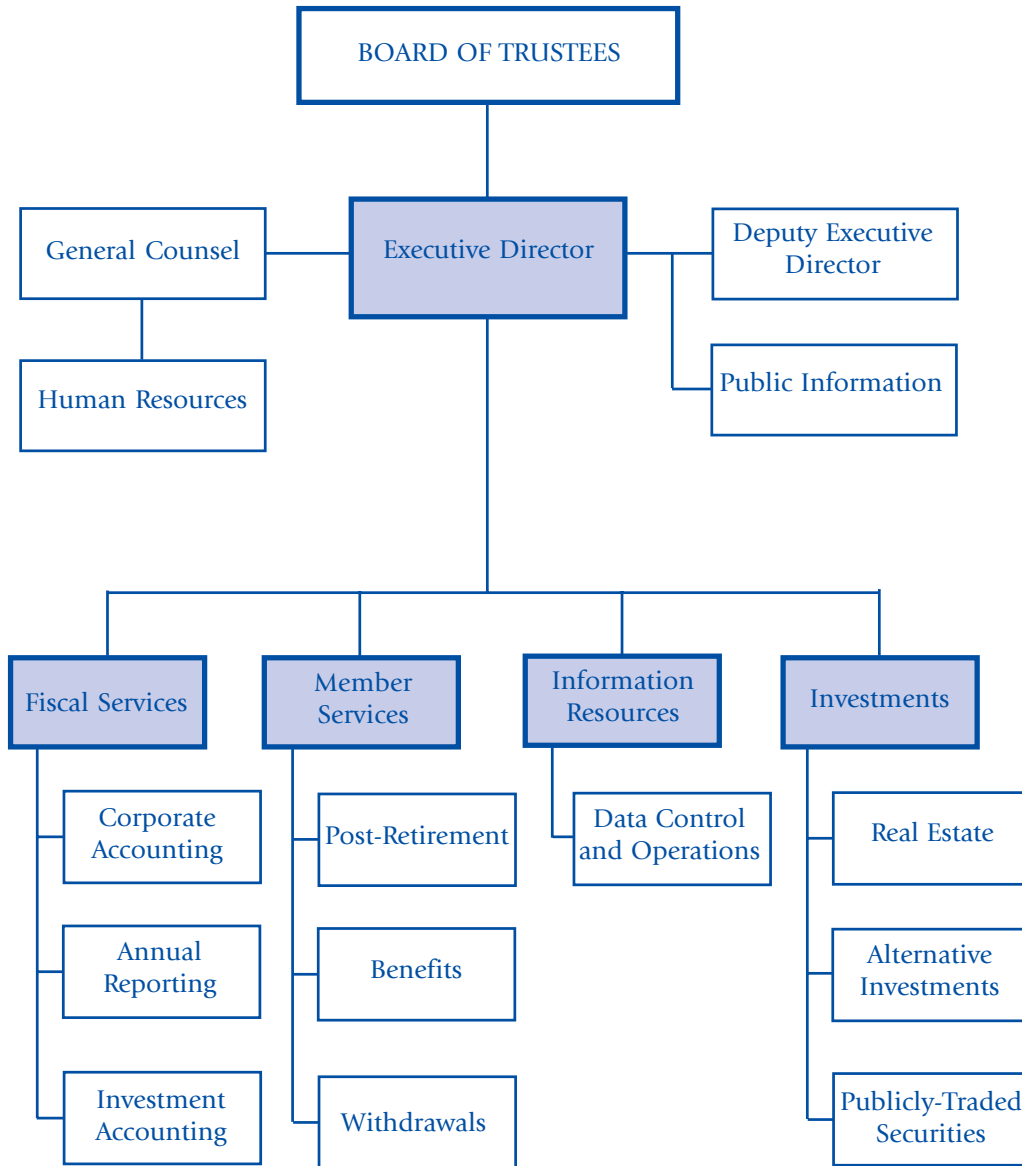 BOARD OF TRUSTEES
General Counsel
Executive Director
Deputy Executive
Director
Human Resources
Public Information
Fiscal Services
Member
Services
Information
Resources
Investments
Corporate
Accounting
Post-Retirement
Data Control
and Operations
Real Estate
Annual
Reporting
Benefits
Alternative
Investments
Investment
Accounting
Withdrawals
Publicly-Traded
Securities